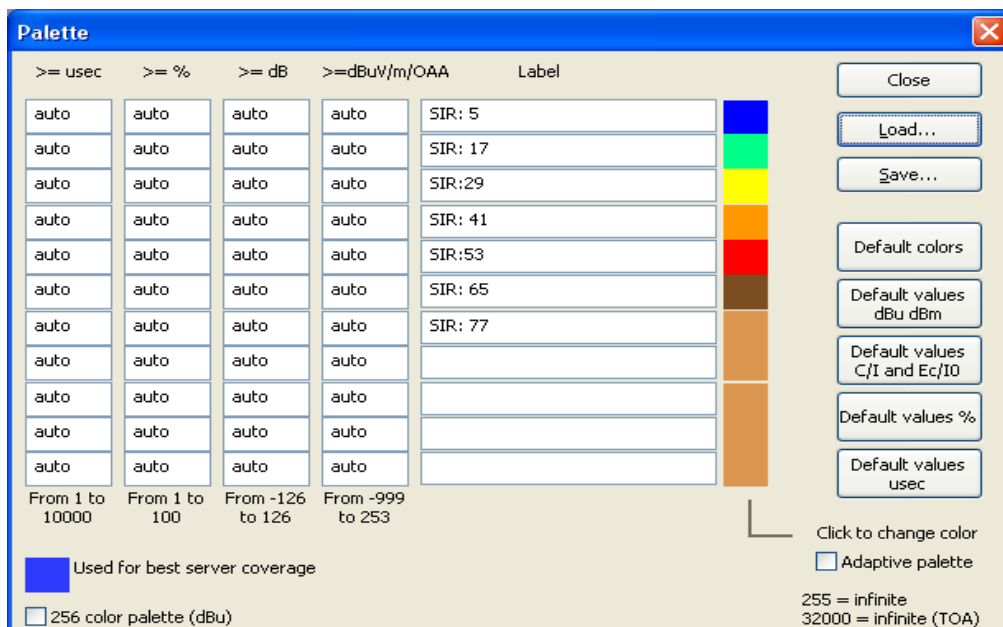 Palette
>= usec >= % >= dB >=dBuV/m/OAA Label
Close
auto auto auto auto SIR: 5
Load...
auto auto auto auto SIR: 17
Save...
auto auto auto auto SIR:29
auto auto auto auto SIR: 41
Default colors
auto auto auto auto SIR:53
auto auto auto auto SIR: 65
Default values
dBu dBm
auto auto auto auto SIR: 77
Default values
C/I and Ec/I0
auto auto auto auto
auto auto auto auto
Default values %
auto auto auto auto
auto auto auto auto
Default values
usec
From 1 to From 1 to From -126 From -999
10000 100 to 126 to 253
Click to change color
Used for best server coverage
Adaptive palette
256 color palette (dBu)
255 = infinite
32000 = infinite (TOA)